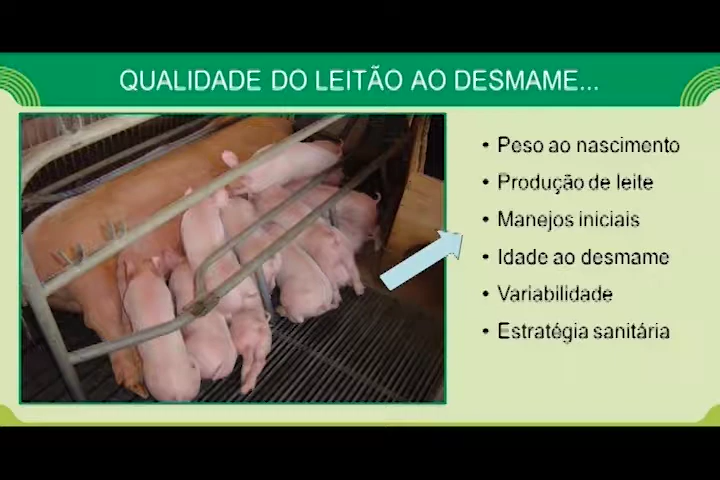 QUALIDADE DO LEITÃO AO DESMAME...
• Peso ao nascimento
• Produção de leite
• Manejos iniciais
• Idade ao desmame
• Variabilidade
• Estratégia sanitária